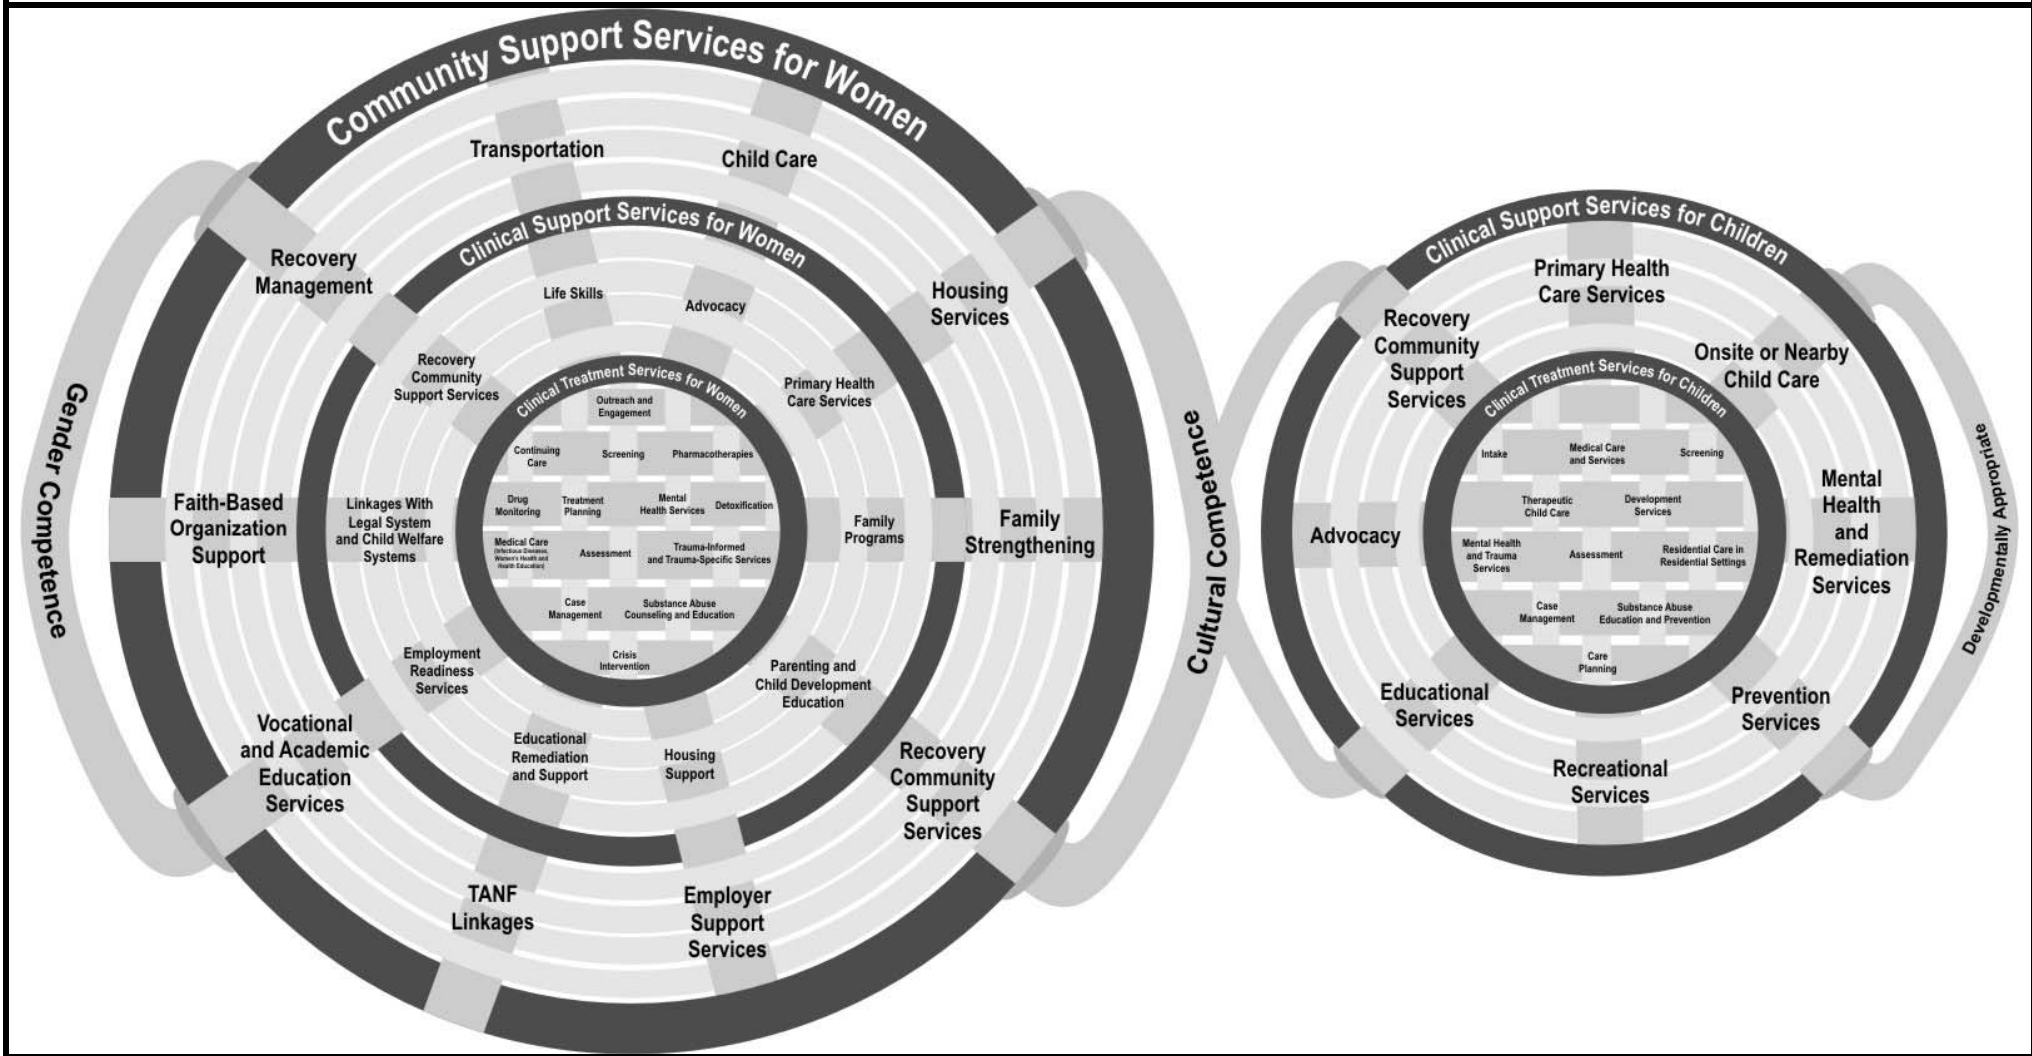 Community Support Services for Women
Transportation
Child Care
Recovery
Management
Housing
Services
Faith-Based
Organization
Support
Family
Strengthening
Vocational
and Academic
Education
Services
Recovery
Community
Support
Services
TANF
Linkages
Employer
Support
Services
Clinical Support Services for Women
Life Skills
Advocacy
Recovery
Community
Support Services
Primary Health
Care Services
Linkages With
Legal System
and Child Welfare
Systems
Family
Programs
Employment
Readiness
Services
Parenting and
Child Development
Education
Educational
Remediation
and Support
Housing
Support
Clinical Treatment Services for Women
Outreach and
Engagement
Continuing
Care
Screening
Pharmacotherapies
Drug
Monitoring
Treatment
Planning
Mental
Health Services
Detoxification
Medical Care
(Infectious Diseases,
Women's Health and
Health Education)
Assessment
Trauma-Informed
and Trauma-Specific Services
Case
Management
Substance Abuse
Counseling and Education
Crisis
Intervention
Gender Competence
Cultural Competence
Clinical Support Services for Children
Primary Health
Care Services
Recovery
Community
Support
Services
Onsite or Nearby
Child Care
Advocacy
Mental
Health
and
Remediation
Services
Educational
Services
Prevention
Services
Recreational
Services
Clinical Treatment Services for Children
Intake
Medical Care
and Services
Screening
Therapeutic
Child Care
Development
Services
Mental Health
and Trauma
Services
Assessment
Residential Care in
Residential Settings
Case
Management
Substance Abuse
Education and Prevention
Care
Planning
Developmentally Appropriate